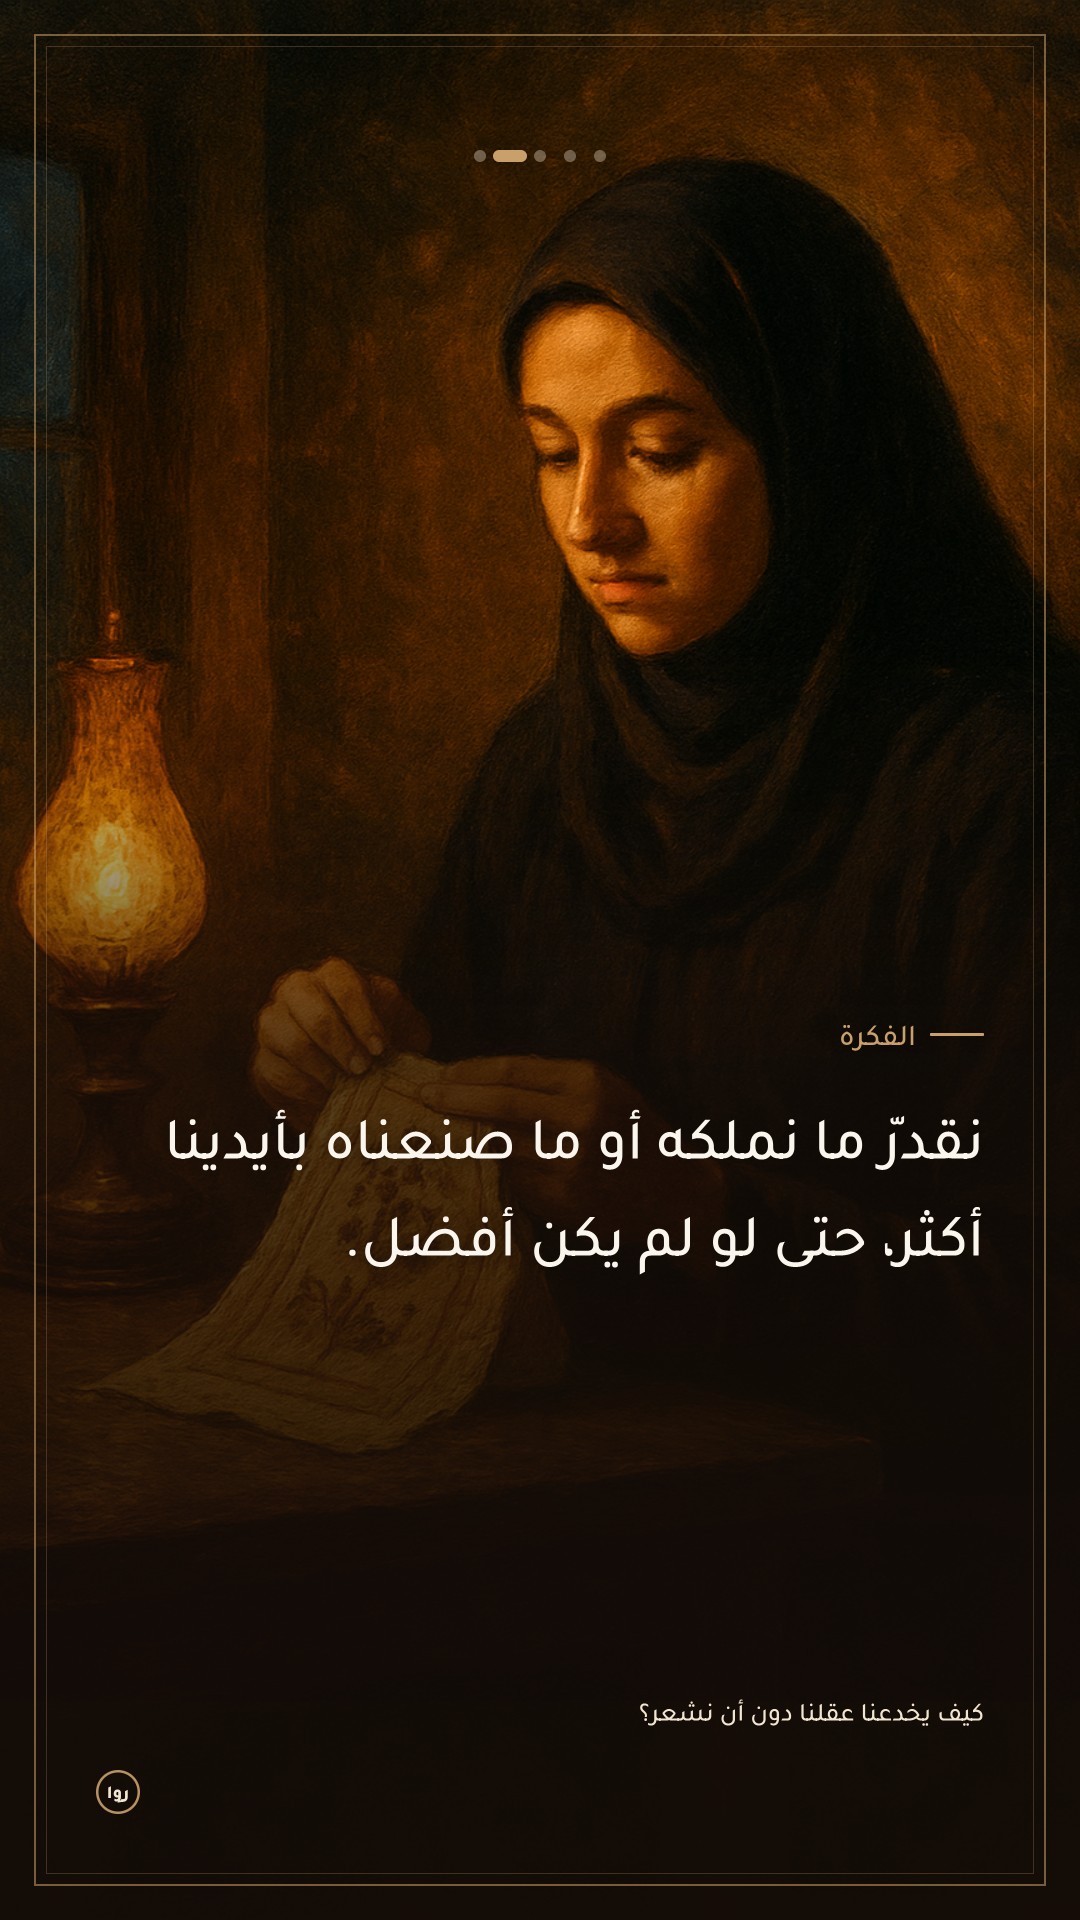 الفكرة
نقدرّ ما نملكه أو ما صنعناه بأيدينا
أكثر، حتى لو لم يكن أفضل.
كيف يخدعنا عقلنا دون أن نشعر؟
روا